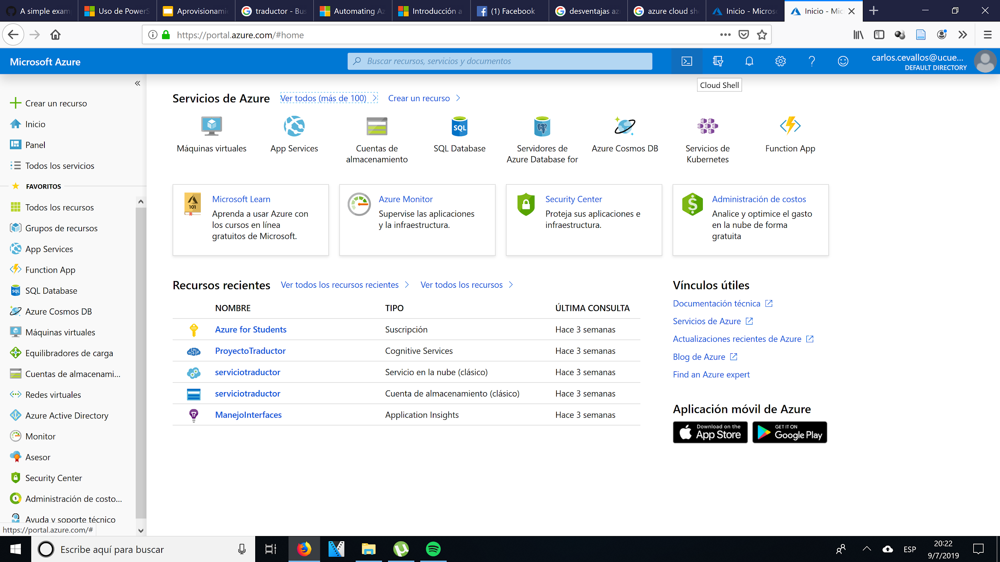 A simple exam
Uso de PowerS
Aprovisionami
traductor - Bus
Automating Az
Introducción a
(1) Facebook
desventajas az
azure cloud sh
Inicio - Micros
Inicio - Mic
https://portal.azure.com/#home
Microsoft Azure
Buscar recursos, servicios y documentos
carlos.cevallos@ucue...
DEFAULT DIRECTORY
Cloud Shell
Crear un recurso
Inicio
Panel
Todos los servicios
FAVORITOS
Todos los recursos
Grupos de recursos
App Services
Function App
SQL Database
Azure Cosmos DB
Máquinas virtuales
Equilibradores de carga
Cuentas de almacenami...
Redes virtuales
Azure Active Directory
Monitor
Asesor
Security Center
Administración de costo...
Ayuda y soporte técnico
https://portal.azure.com/#
Servicios de Azure
Ver todos (más de 100)
Crear un recurso
Máquinas virtuales
App Services
Cuentas de
almacenamiento
SQL
SQL Database
Servidores de
Azure Database for
Azure Cosmos DB
Servicios de
Kubernetes
Function App
101
Microsoft Learn
Aprenda a usar Azure con
los cursos en línea
gratuitos de Microsoft.
Azure Monitor
Supervise las aplicaciones
y la infraestructura.
Security Center
Proteja sus aplicaciones e
infraestructura.
Administración de costos
Analice y optimice el gasto
en la nube de forma
gratuita
Recursos recientes
Ver todos los recursos recientes
Ver todos los recursos
NOMBRE TIPO ÚLTIMA CONSULTA
Azure for Students Suscripción Hace 3 semanas
ProyectoTraductor Cognitive Services Hace 3 semanas
serviciotraductor Servicio en la nube (clásico) Hace 3 semanas
serviciotraductor Cuenta de almacenamiento (clásico) Hace 3 semanas
ManejoInterfaces Application Insights Hace 3 semanas
Vínculos útiles
Documentación técnica
Servicios de Azure
Actualizaciones recientes de Azure
Blog de Azure
Find an Azure expert
Aplicación móvil de Azure
Download on the
App Store
GET IT ON
Google Play
Escribe aquí para buscar
ESP
20:22
9/7/2019